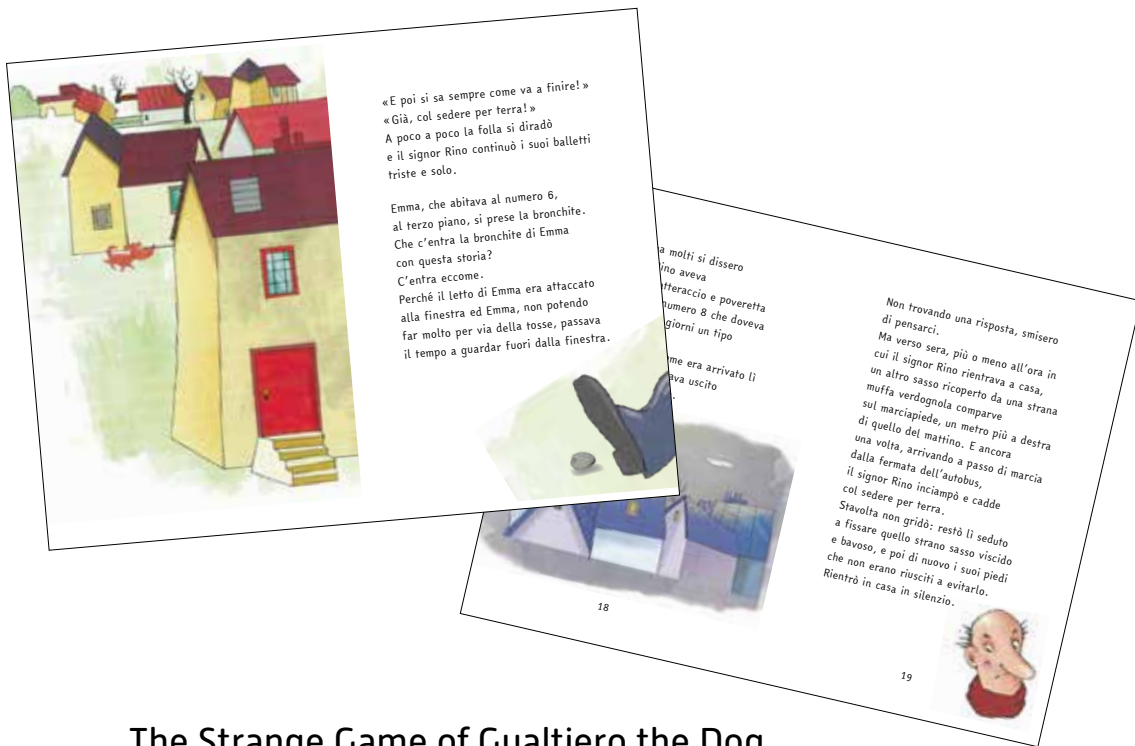 «E poi si sa sempre come va a finire!»
«Già, col sedere per terra!»
A poco a poco la folla si diradò
e il signor Rino continuò i suoi balletti
triste e solo.
Emma, che abitava al numero 6,
al terzo piano, si prese la bronchite.
Che c'entra la bronchite di Emma
con questa storia?
C'entra eccome.
Perché il letto di Emma era attaccato
alla finestra ed Emma, non potendo
far molto per via della tosse, passava
il tempo a guardar fuori dalla finestra.
a molti si dissero
ino aveva
tteraccio e poveretta
numero 8 che doveva
giorni un tipo
me era arrivato lì
ava uscito
18
Non trovando una risposta, smisero
di pensarci.
Ma verso sera, più o meno all'ora in
cui il signor Rino rientrava a casa,
un altro sasso ricoperto da una strana
muffa verdognola comparve
sul marciapiede, un metro più a destra
di quello del mattino. E ancora
una volta, arrivando a passo di marcia
dalla fermata dell'autobus,
il signor Rino inciampò e cadde
col sedere per terra.
Stavolta non gridò: restò lì seduto
a fissare quello strano sasso viscido
e bavoso, e poi di nuovo i suoi piedi
che non erano riusciti a evitarlo.
Rientrò in casa in silenzio.
19
The Strange Game of Gualtiero the Dog